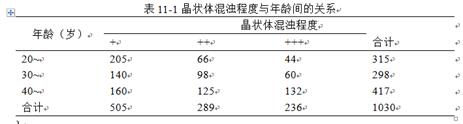 表 11-1 晶状体混浊程度与年龄间的关系
年龄（岁） 晶状体混浊程度 合计
+ ++ +++
20~ 205 66 44 315
30~ 140 98 60 298
40~ 160 125 132 417
合计 505 289 236 1030